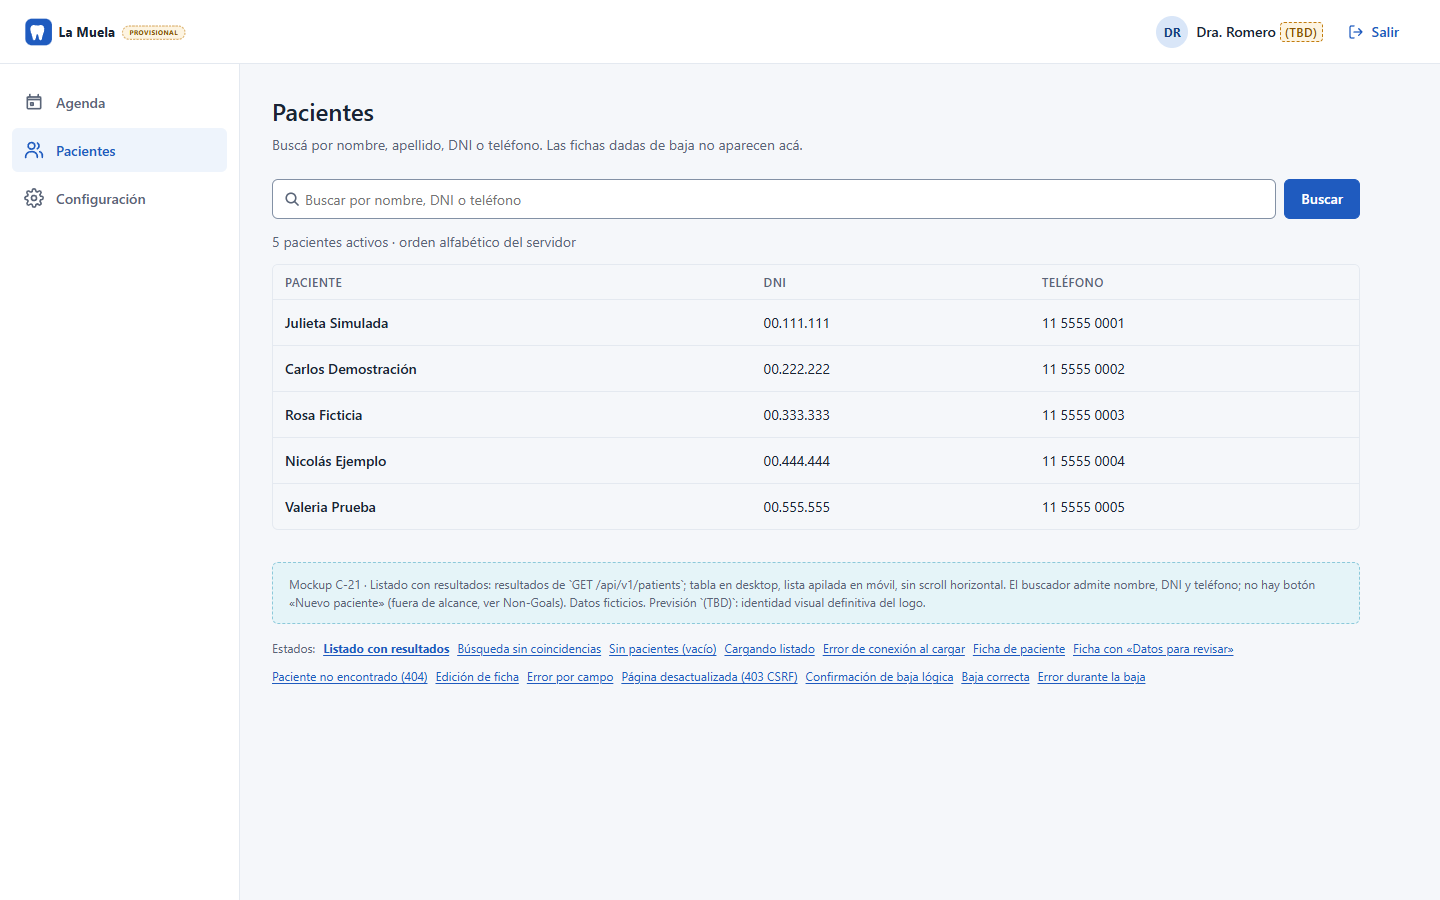 La Muela PROVISIONAL
DR Dra. Romero (TBD) Salir
Agenda
Pacientes
Configuración
Pacientes
Buscá por nombre, apellido, DNI o teléfono. Las fichas dadas de baja no aparecen acá.
Buscar por nombre, DNI o teléfono Buscar
5 pacientes activos · orden alfabético del servidor
PACIENTE DNI TELÉFONO
Julieta Simulada 00.111.111 11 5555 0001
Carlos Demostración 00.222.222 11 5555 0002
Rosa Ficticia 00.333.333 11 5555 0003
Nicolás Ejemplo 00.444.444 11 5555 0004
Valeria Prueba 00.555.555 11 5555 0005
Mockup C-21 · Listado con resultados: resultados de `GET /api/v1/patients`; tabla en desktop, lista apilada en móvil, sin scroll horizontal. El buscador admite nombre, DNI y teléfono; no hay botón
«Nuevo paciente» (fuera de alcance, ver Non-Goals). Datos ficticios. Previsión `(TBD)`: identidad visual definitiva del logo.
Estados: Listado con resultados Búsqueda sin coincidencias Sin pacientes (vacío) Cargando listado Error de conexión al cargar Ficha de paciente Ficha con «Datos para revisar»
Paciente no encontrado (404) Edición de ficha Error por campo Página desactualizada (403 CSRF) Confirmación de baja lógica Baja correcta Error durante la baja